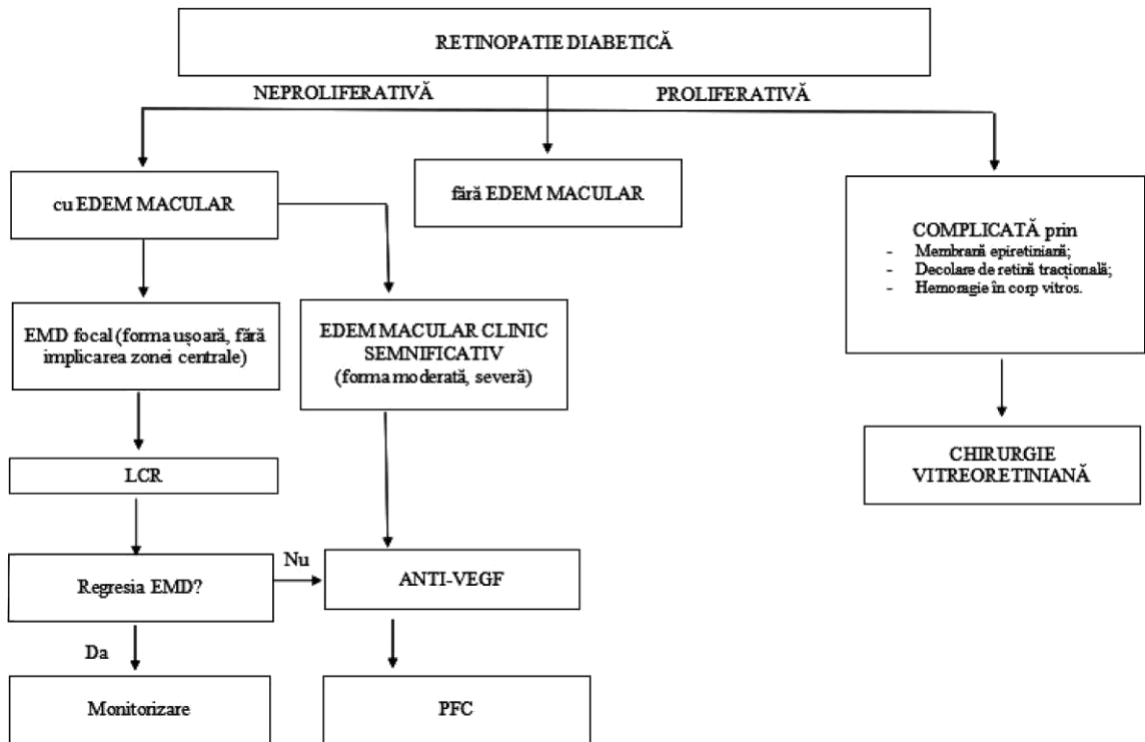 RETINOPATIE DIABETICĂ
NEPROLIFERATIVĂ
PROLIFERATIVĂ
cu EDEM MACULAR
fără EDEM MACULAR
COMPLICATĂ prin
- Membrană epiretiniană;
- Decolare de retină tracțională;
- Hemoragie în corp vitros.
EMD focal (forma ușoară, fără
implicarea zonei centrale)
EDEM MACULAR CLINIC
SEMNIFICATIV
(forma moderată, severă)
CHIRURGIE
VITREORETINIANĂ
LCR
Regresia EMD?
Nu
ANTI-VEGF
Da
Monitorizare
PFC